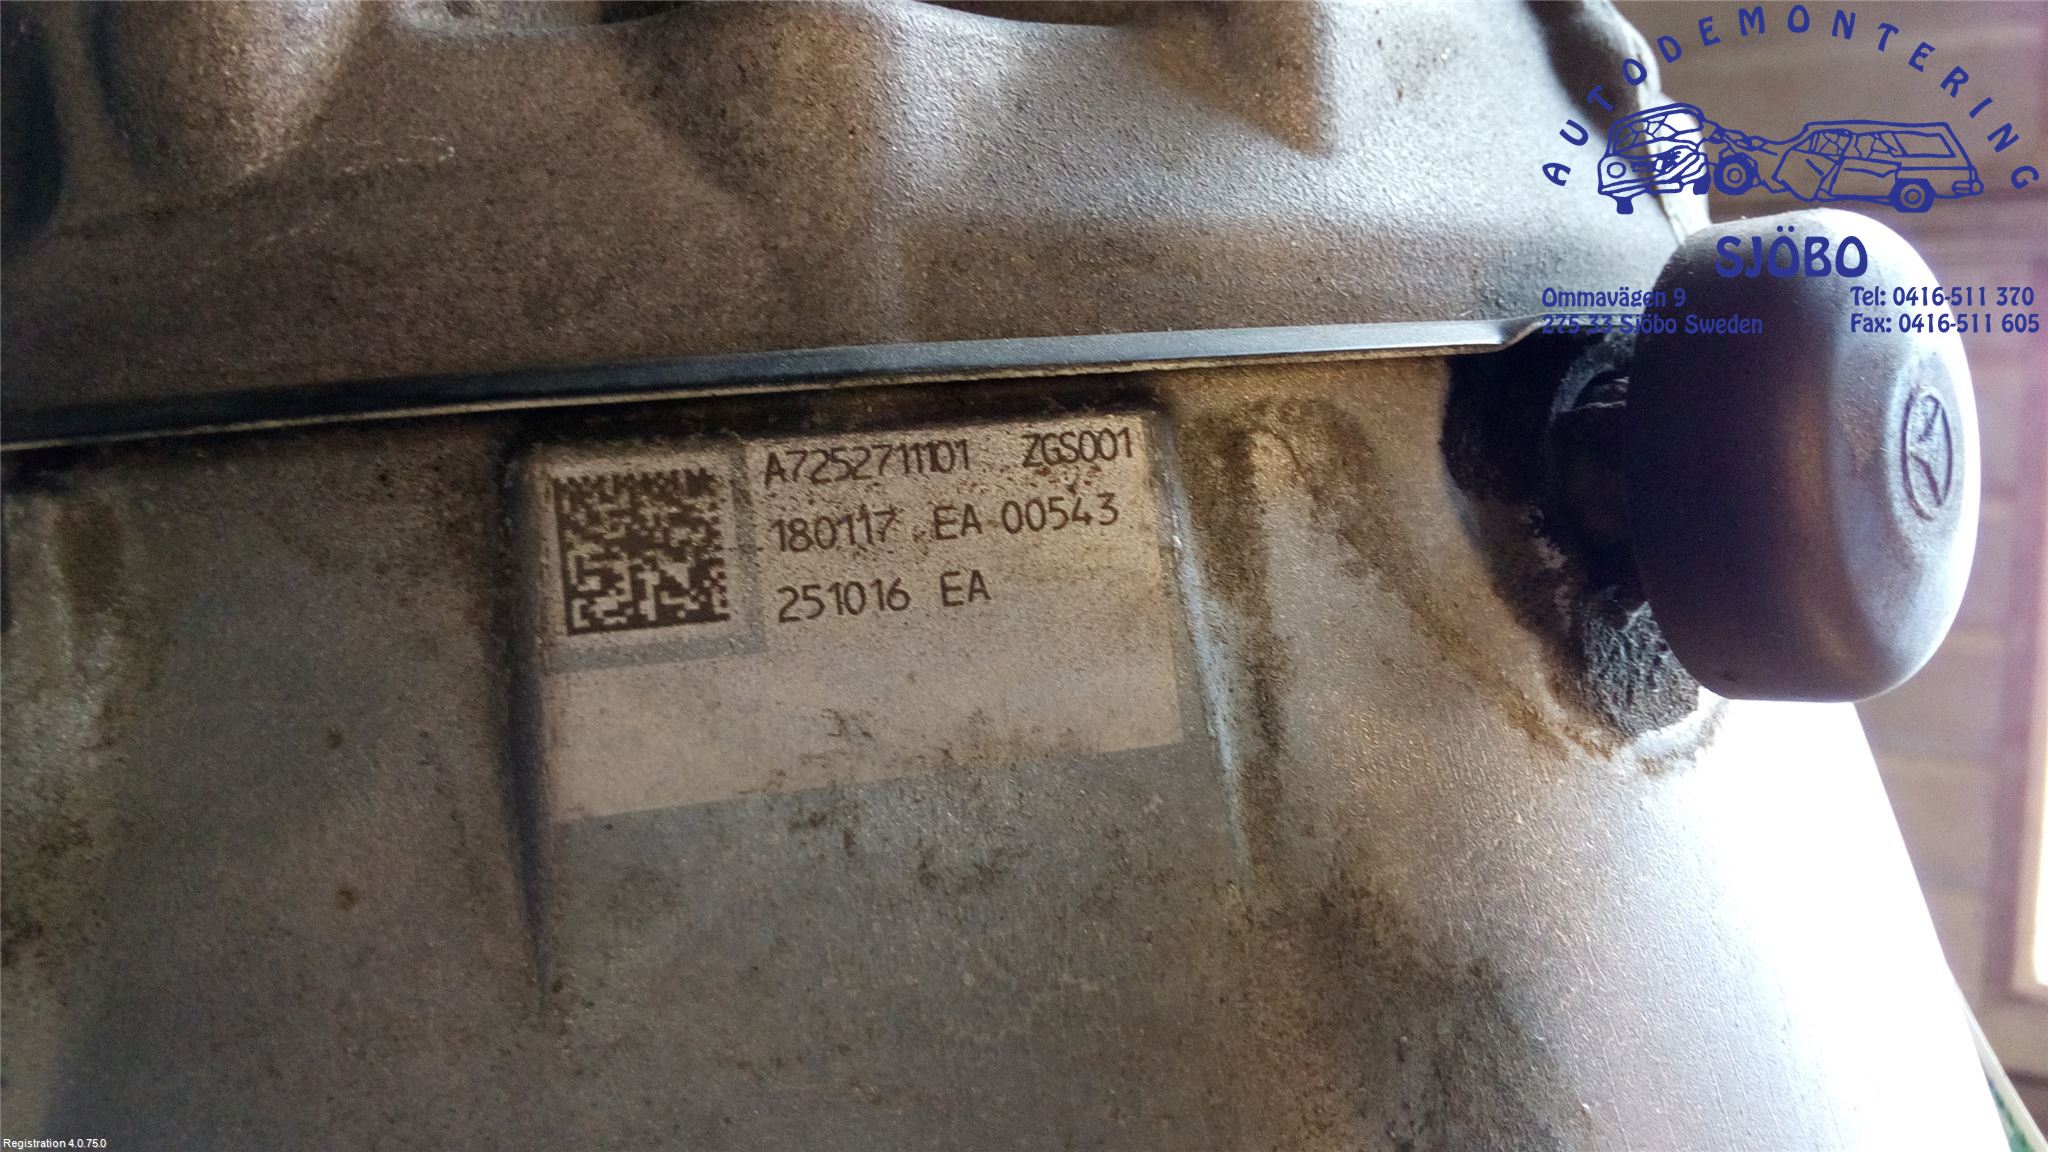 AUTODEMONTERING
SJÖBO
Ommavägen 9 Tel: 0416-511 370
275 33 Sjöbo Sweden Fax: 0416-511 605
A7252711101 ZGS001
180117 EA 00543
251016 EA
Registration 4.0.75.0